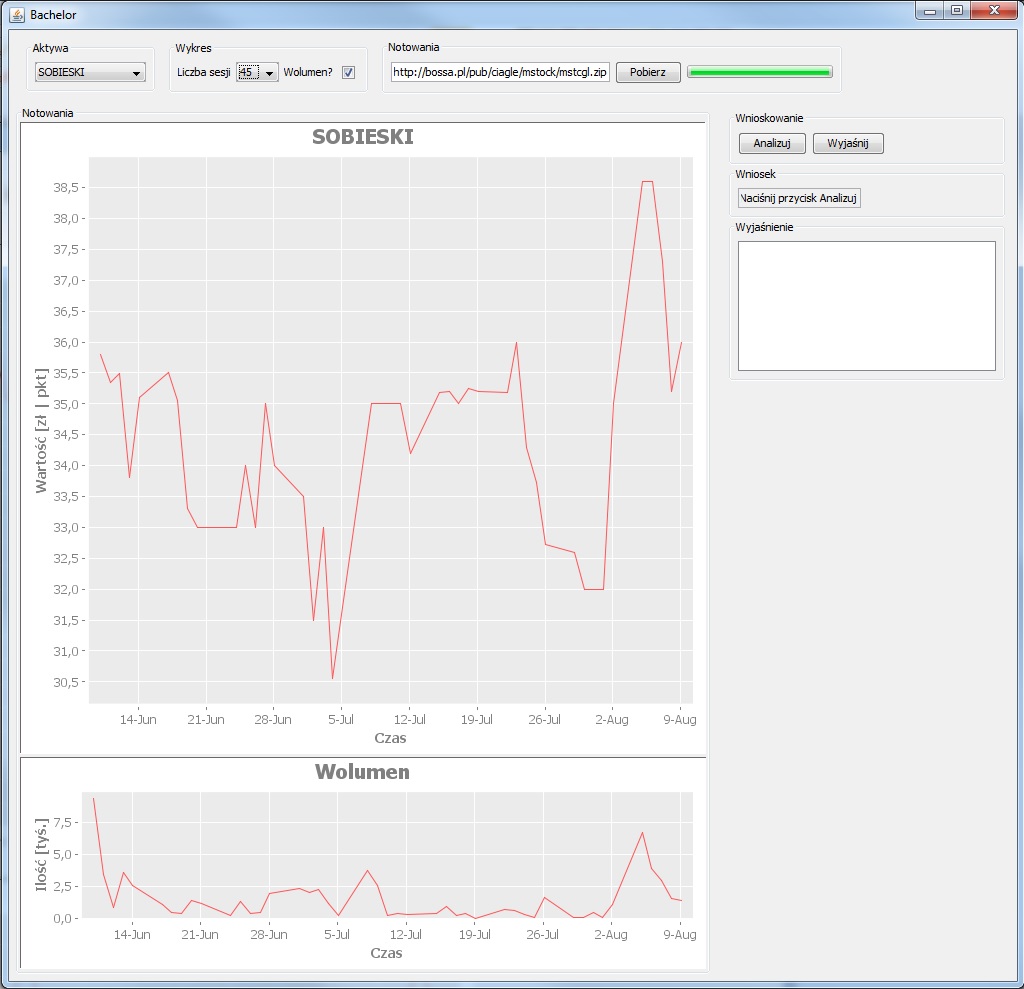 Bachelor
Aktywa
SOBIESKI
Wykres
Liczba sesji 45 Wolumen?
Notowania
http://bossa.pl/pub/ciagle/mstock/mstcgl.zip Pobierz
Notowania
SOBIESKI
38,5
38,0
37,5
37,0
36,5
36,0
35,5
35,0
34,5
34,0
33,5
33,0
32,5
32,0
31,5
31,0
30,5
Wartość [zł | pkt]
14-Jun 21-Jun 28-Jun 5-Jul 12-Jul 19-Jul 26-Jul 2-Aug 9-Aug
Czas
Wolumen
7,5
5,0
2,5
0,0
Ilość [tyś.]
14-Jun 21-Jun 28-Jun 5-Jul 12-Jul 19-Jul 26-Jul 2-Aug 9-Aug
Czas
Wnioskowanie
Analizuj Wyjaśnij
Wniosek
Naciśnij przycisk Analizuj
Wyjaśnienie